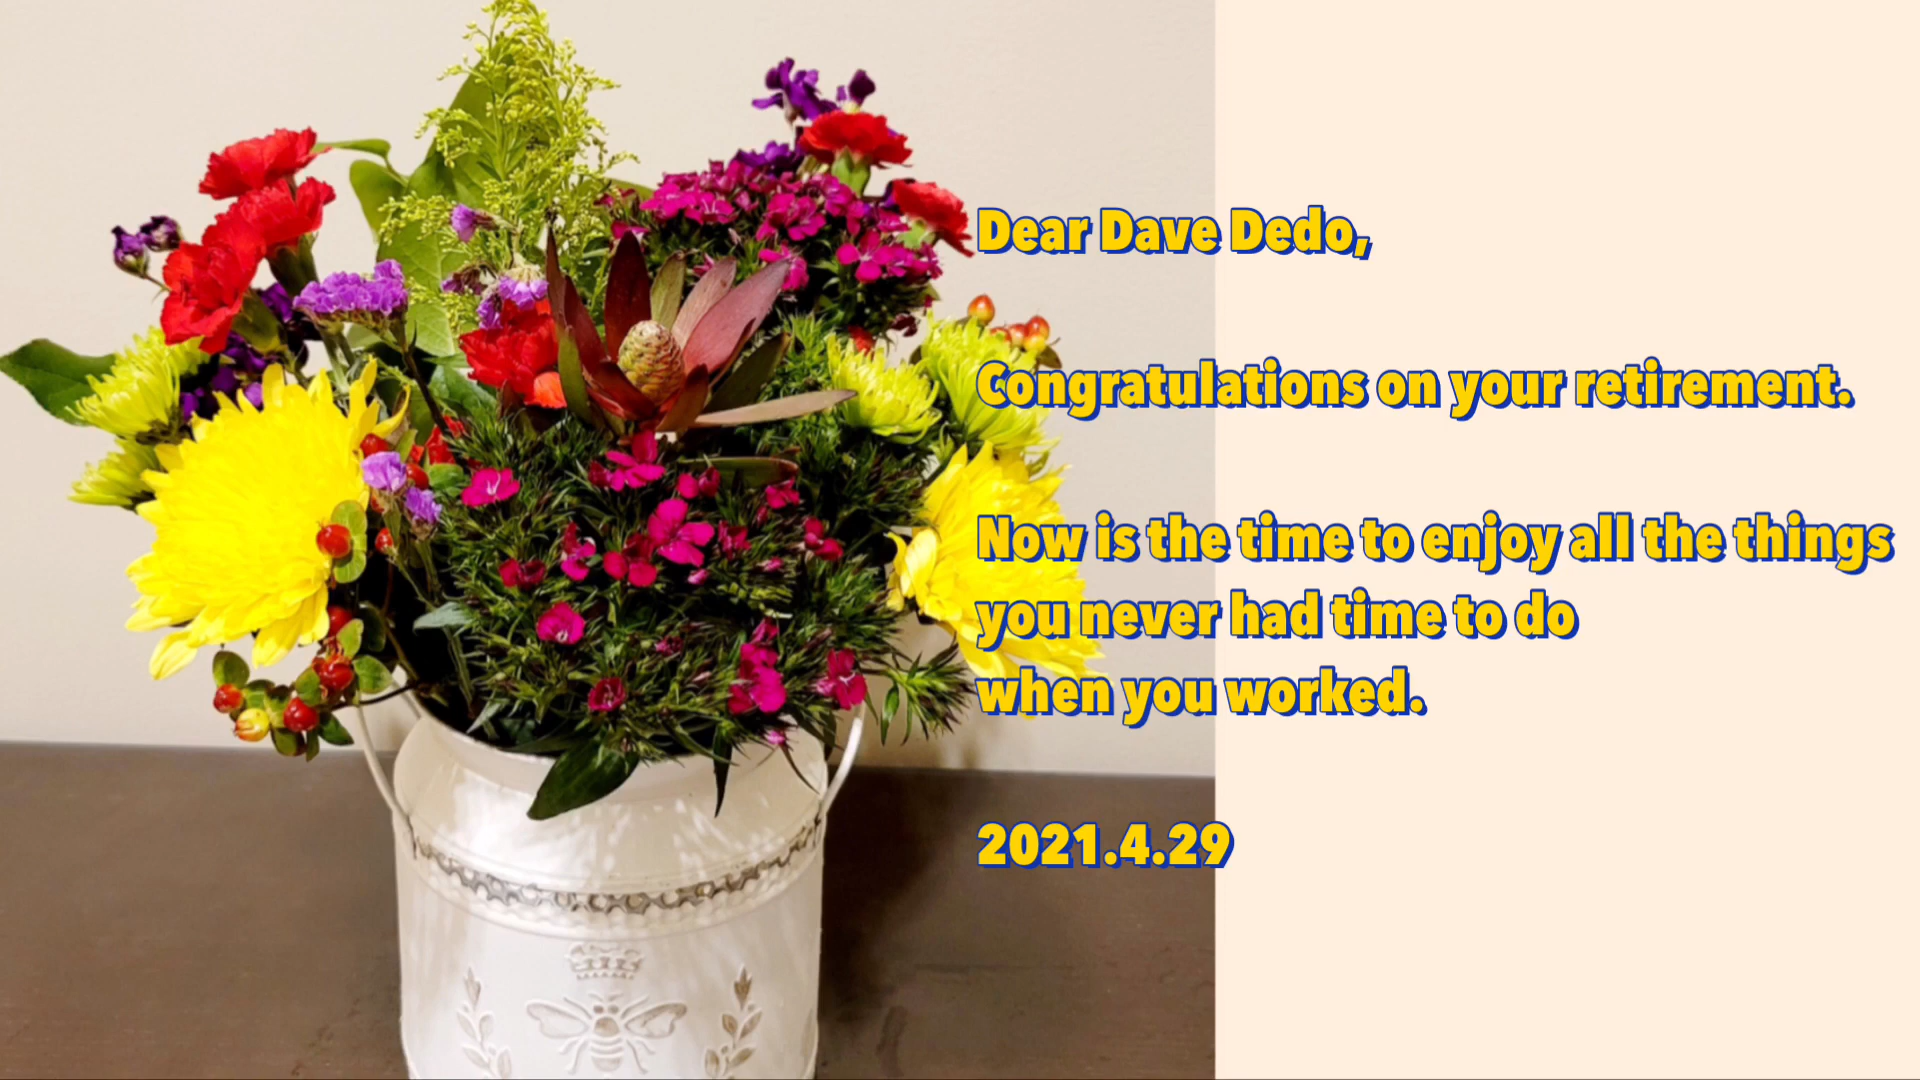 Dear Dave Dedo,
Congratulations on your retirement.
Now is the time to enjoy all the things
you never had time to do
when you worked.
2021.4.29